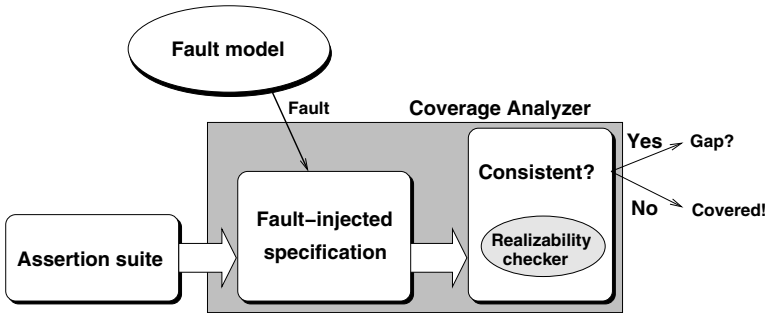 Fault model
Fault
Coverage Analyzer
Yes
Gap?
Consistent?
No
Covered!
Fault–injected
specification
Realizability
checker
Assertion suite